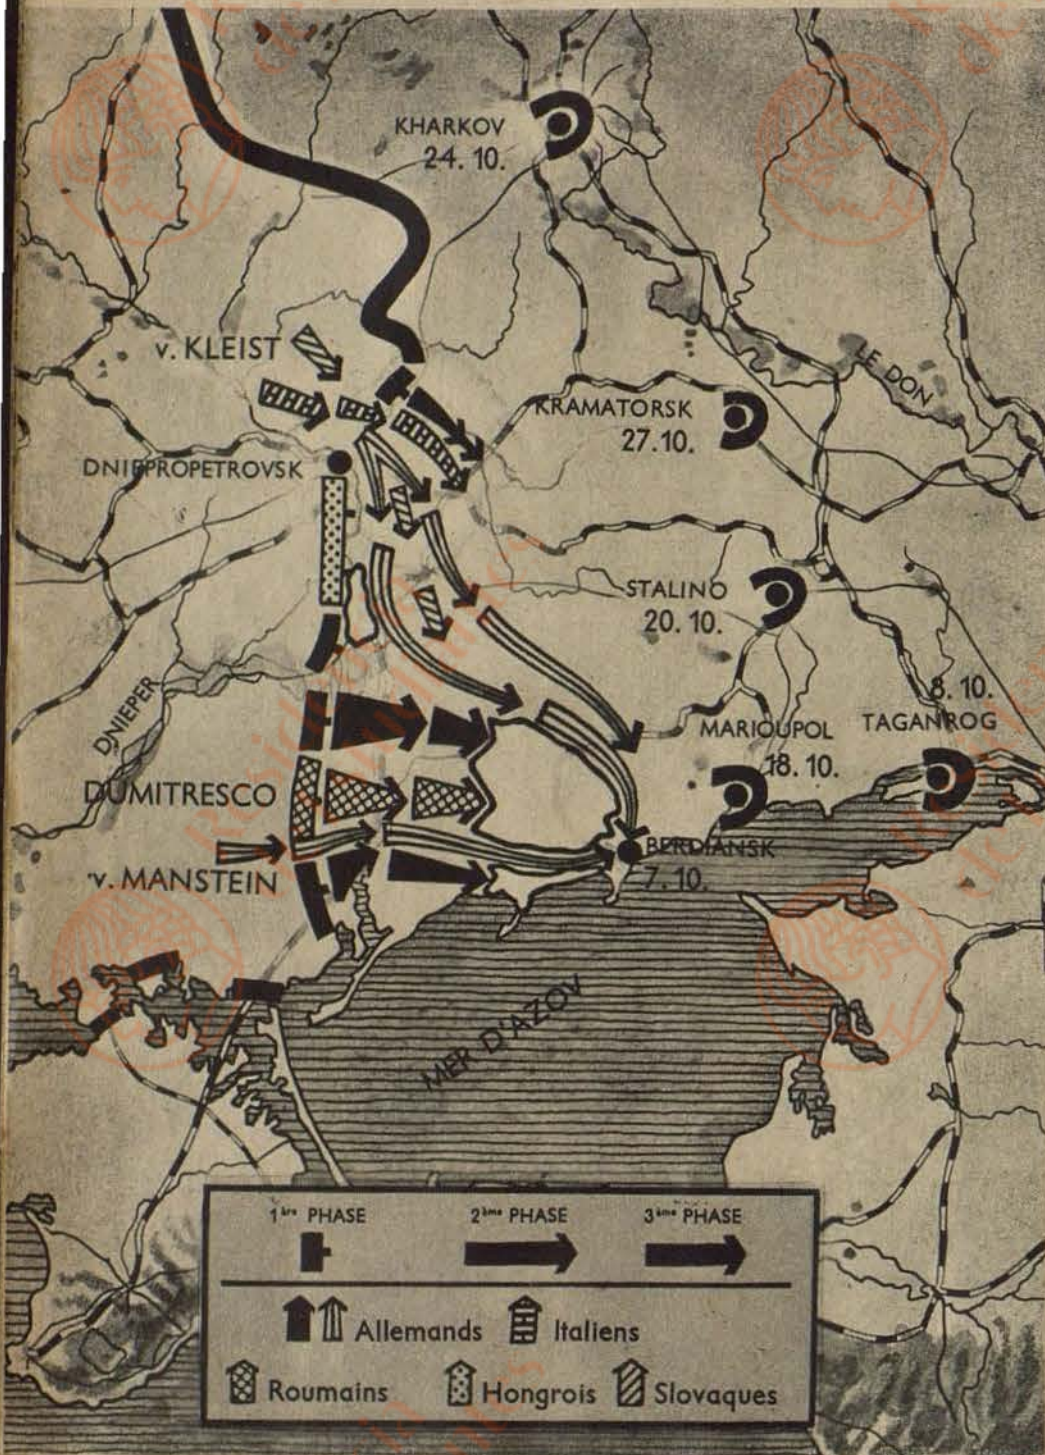 KHARKOV
24. 10.
v. KLEIST
LE DON
KRAMATORSK
27. 10.
DNIEPROPETROVSK
STALINO
20. 10.
8. 10.
TAGANROG
DNIEPER
MARIOUPOL
18. 10.
DUMITRESCO
v. MANSTEIN
BERDIANSK
7. 10.
MER D'AZOV
1ère PHASE
2ème PHASE
3ème PHASE
Allemands
Italiens
Roumains
Hongrois
Slovaques